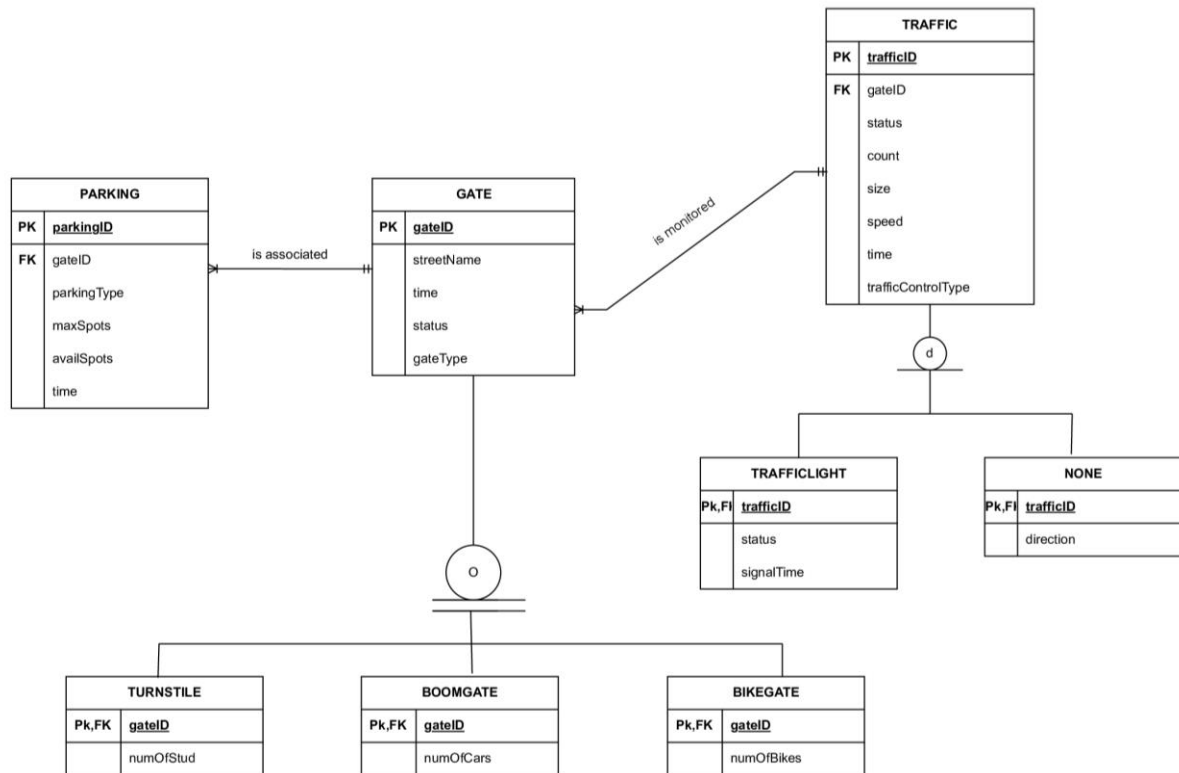 TRAFFIC
PK trafficID
FK gateID
status
count
size
speed
time
trafficControlType
PARKING
PK parkingID
FK gateID
parkingType
maxSpots
availSpots
time
is associated
GATE
PK gateID
streetName
time
status
gateType
is monitored
d
TRAFFICLIGHT
Pk,FK trafficID
status
signalTime
NONE
Pk,FK trafficID
direction
O
TURNSTILE
Pk,FK gateID
numOfStud
BOOMGATE
Pk,FK gateID
numOfCars
BIKEGATE
Pk,FK gateID
numOfBikes